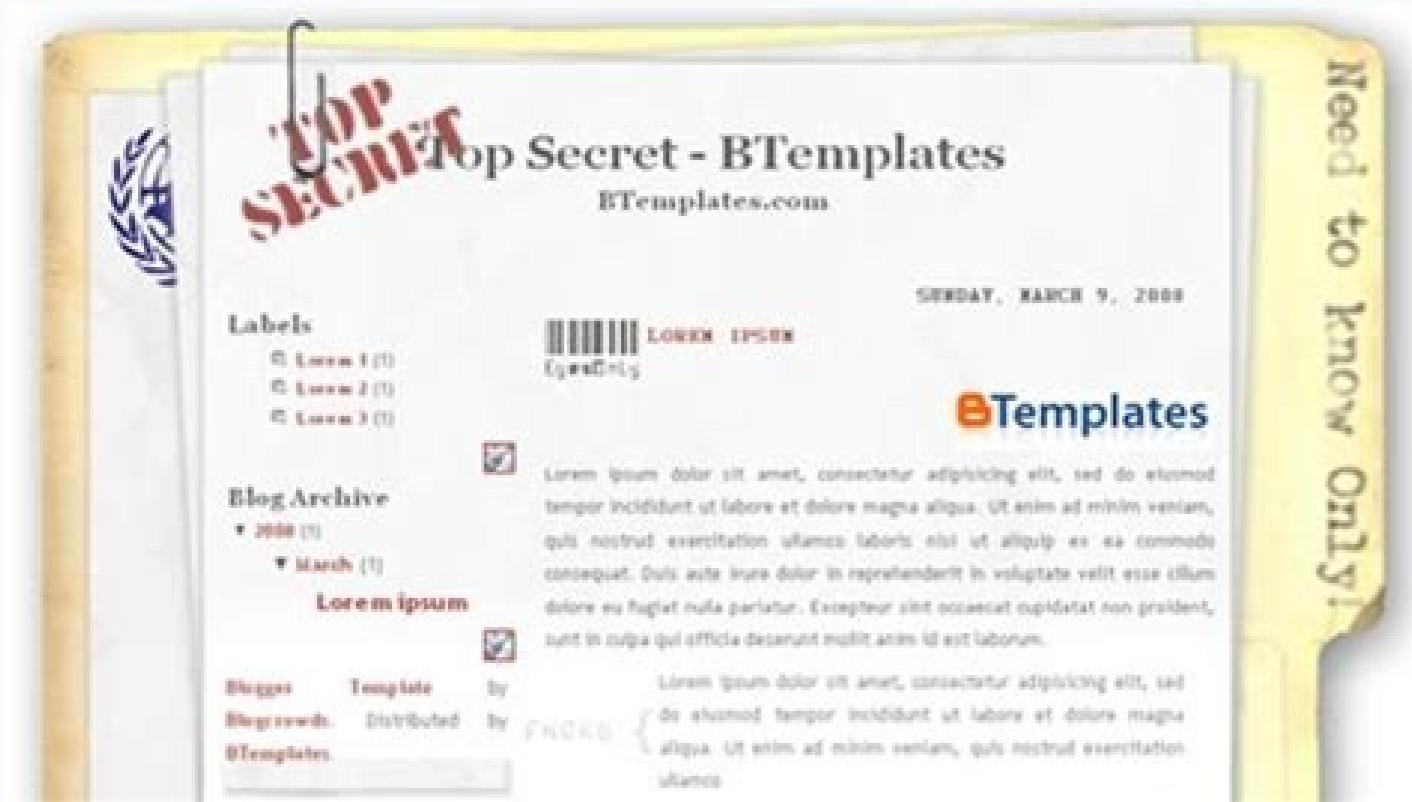 TOP
SECRET
Top Secret - BTemplates
BTemplates.com
Need to know Only!
SUNDAY, MARCH 9, 2008
Labels
Lorem 1 (1)
Lorem 2 (1)
Lorem 3 (1)
Blog Archive
▼ 2008 (1)
▼ March (1)
Lorem ipsum
Blogger Template by
Blogcrowds. Distributed by
BTemplates
LOREM IPSUM
EyesOnly
BTemplates
Lorem ipsum dolor sit amet, consectetur adipisicing elit, sed do eiusmod
tempor incididunt ut labore et dolore magna aliqua. Ut enim ad minim veniam,
quis nostrud exercitation ullamco laboris nisi ut aliquip ex ea commodo
consequat. Duis aute irure dolor in reprehenderit in voluptate velit esse cillum
dolore eu fugiat nulla pariatur. Excepteur sint occaecat cupidatat non proident,
sunt in culpa qui officia deserunt mollit anim id est laborum.
Lorem ipsum dolor sit amet, consectetur adipisicing elit, sed
do eiusmod tempor incididunt ut labore et dolore magna
aliqua. Ut enim ad minim veniam, quis nostrud exercitation
ullamco